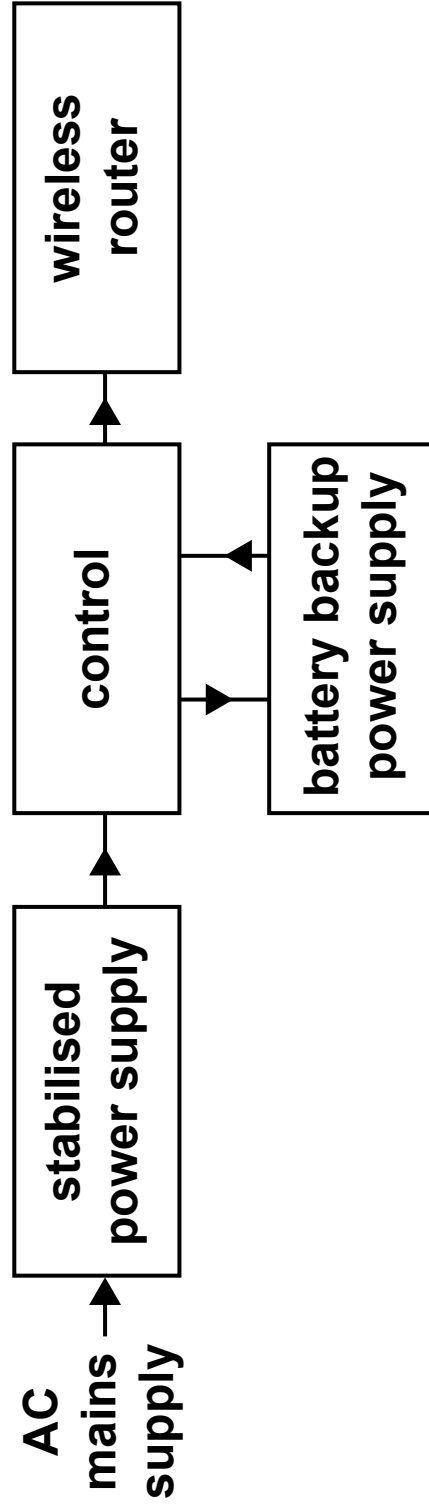 AC
mains
supply
stabilised
power supply
control
battery backup
power supply
wireless
router